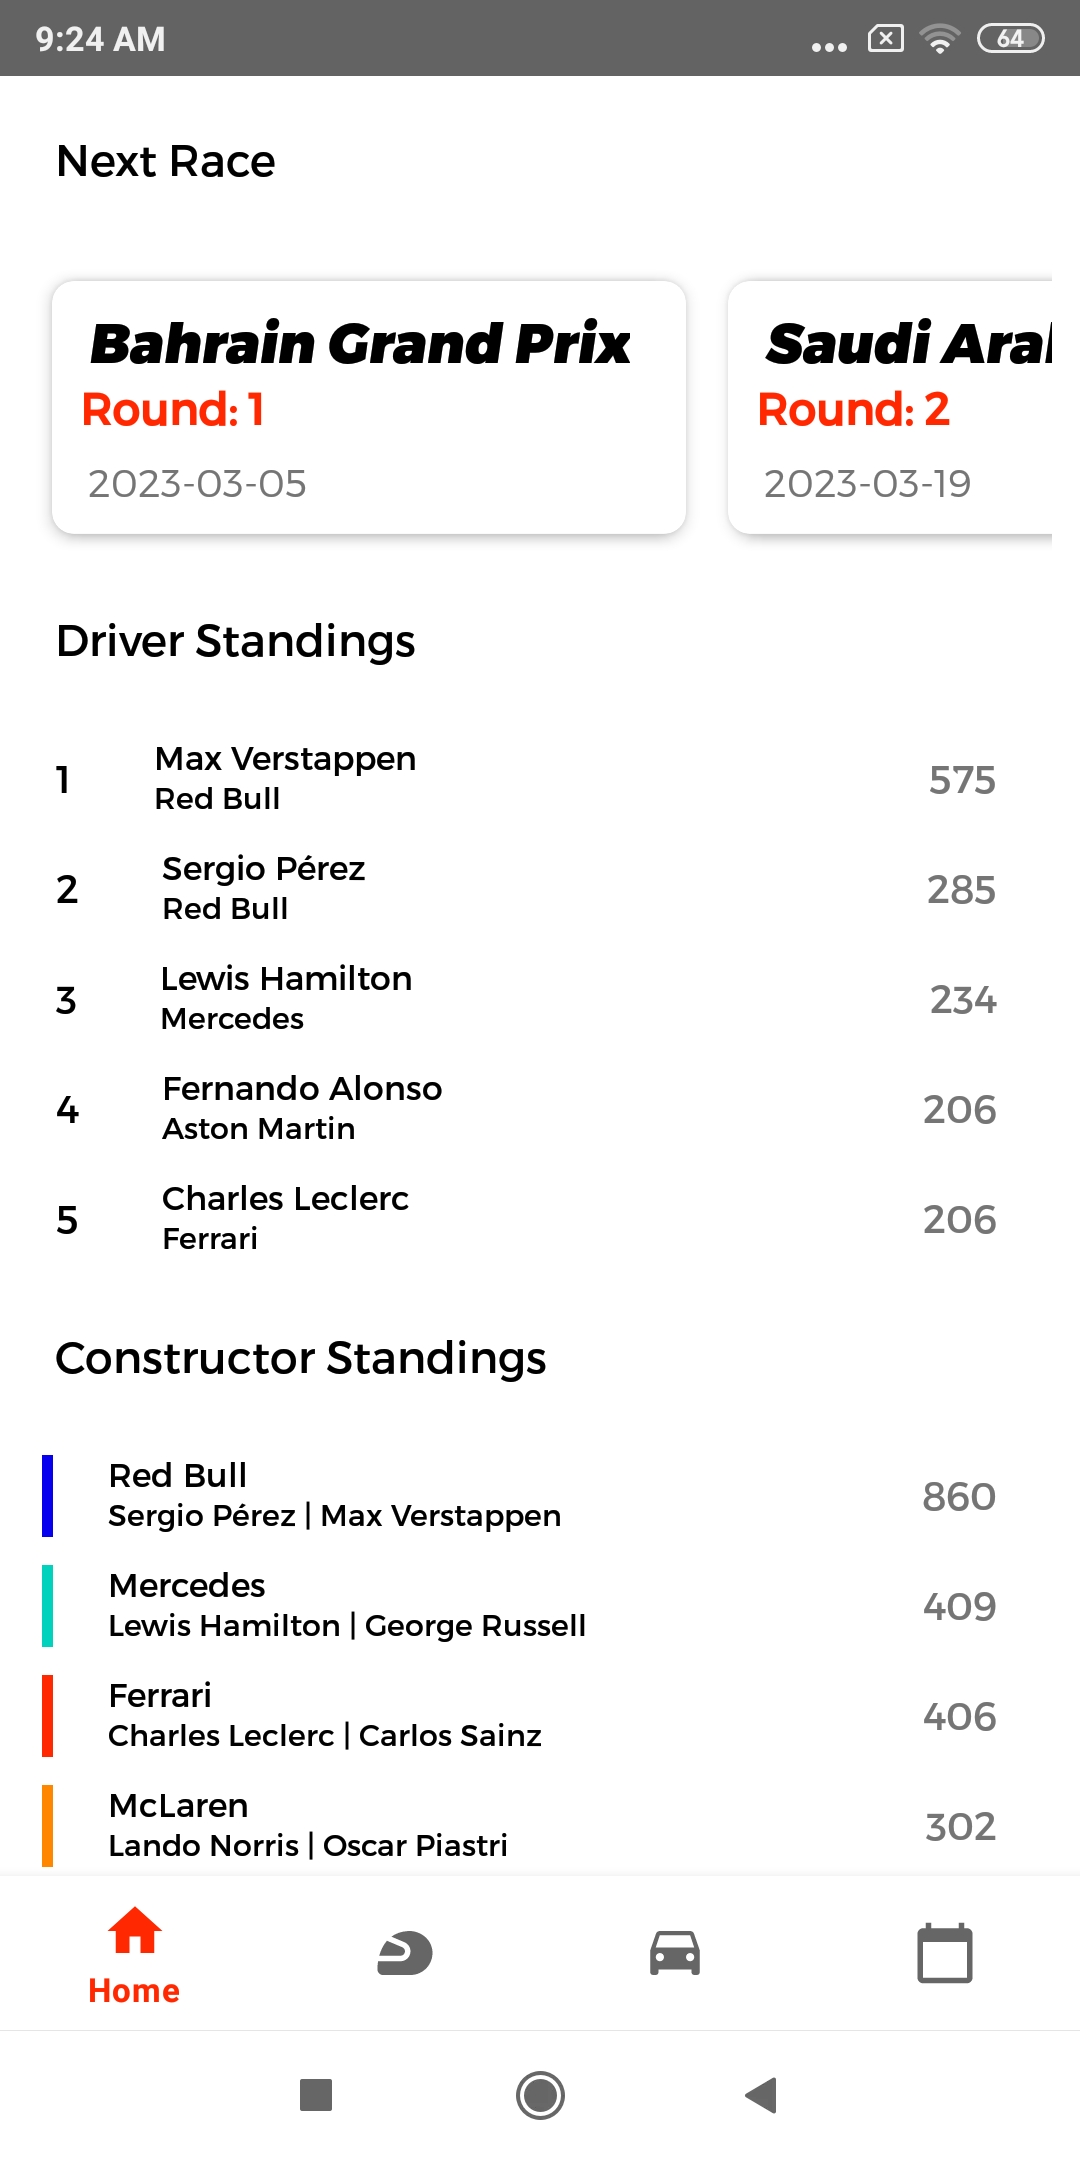 9:24 AM
64
Next Race
Bahrain Grand Prix
Round: 1
2023-03-05
Saudi
Round: 2
2023-03-19
Driver Standings
1
Max Verstappen
Red Bull
575
2
Sergio Pérez
Red Bull
285
3
Lewis Hamilton
Mercedes
234
4
Fernando Alonso
Aston Martin
206
5
Charles Leclerc
Ferrari
206
Constructor Standings
Red Bull
Sergio Pérez | Max Verstappen
860
Mercedes
Lewis Hamilton | George Russell
409
Ferrari
Charles Leclerc | Carlos Sainz
406
McLaren
Lando Norris | Oscar Piastri
302
Home